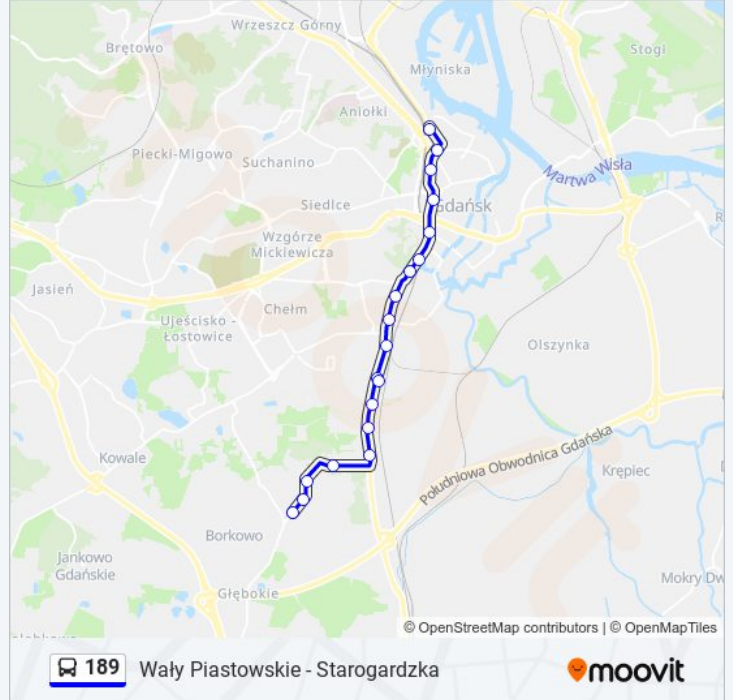 Wrzeszcz Górny
Brętowo
Stogi
Młyniska
Aniołki
Piecki-Migowo
Suchanino
Martwa Wisła
Siedlce
Gdańsk
Wzgórze
Mickiewicza
Jasień
Chełm
Ujeścisko -
Łostowice
Olszynka
Południowa Obwodnica Gdańska
Kowale
Krępiec
Borkowo
Jankowo
Gdańskie
Mokry Dw
Głębokie
© OpenStreetMap contributors | © OpenMapTiles
189 Wały Piastowskie - Starogardzka
moovit